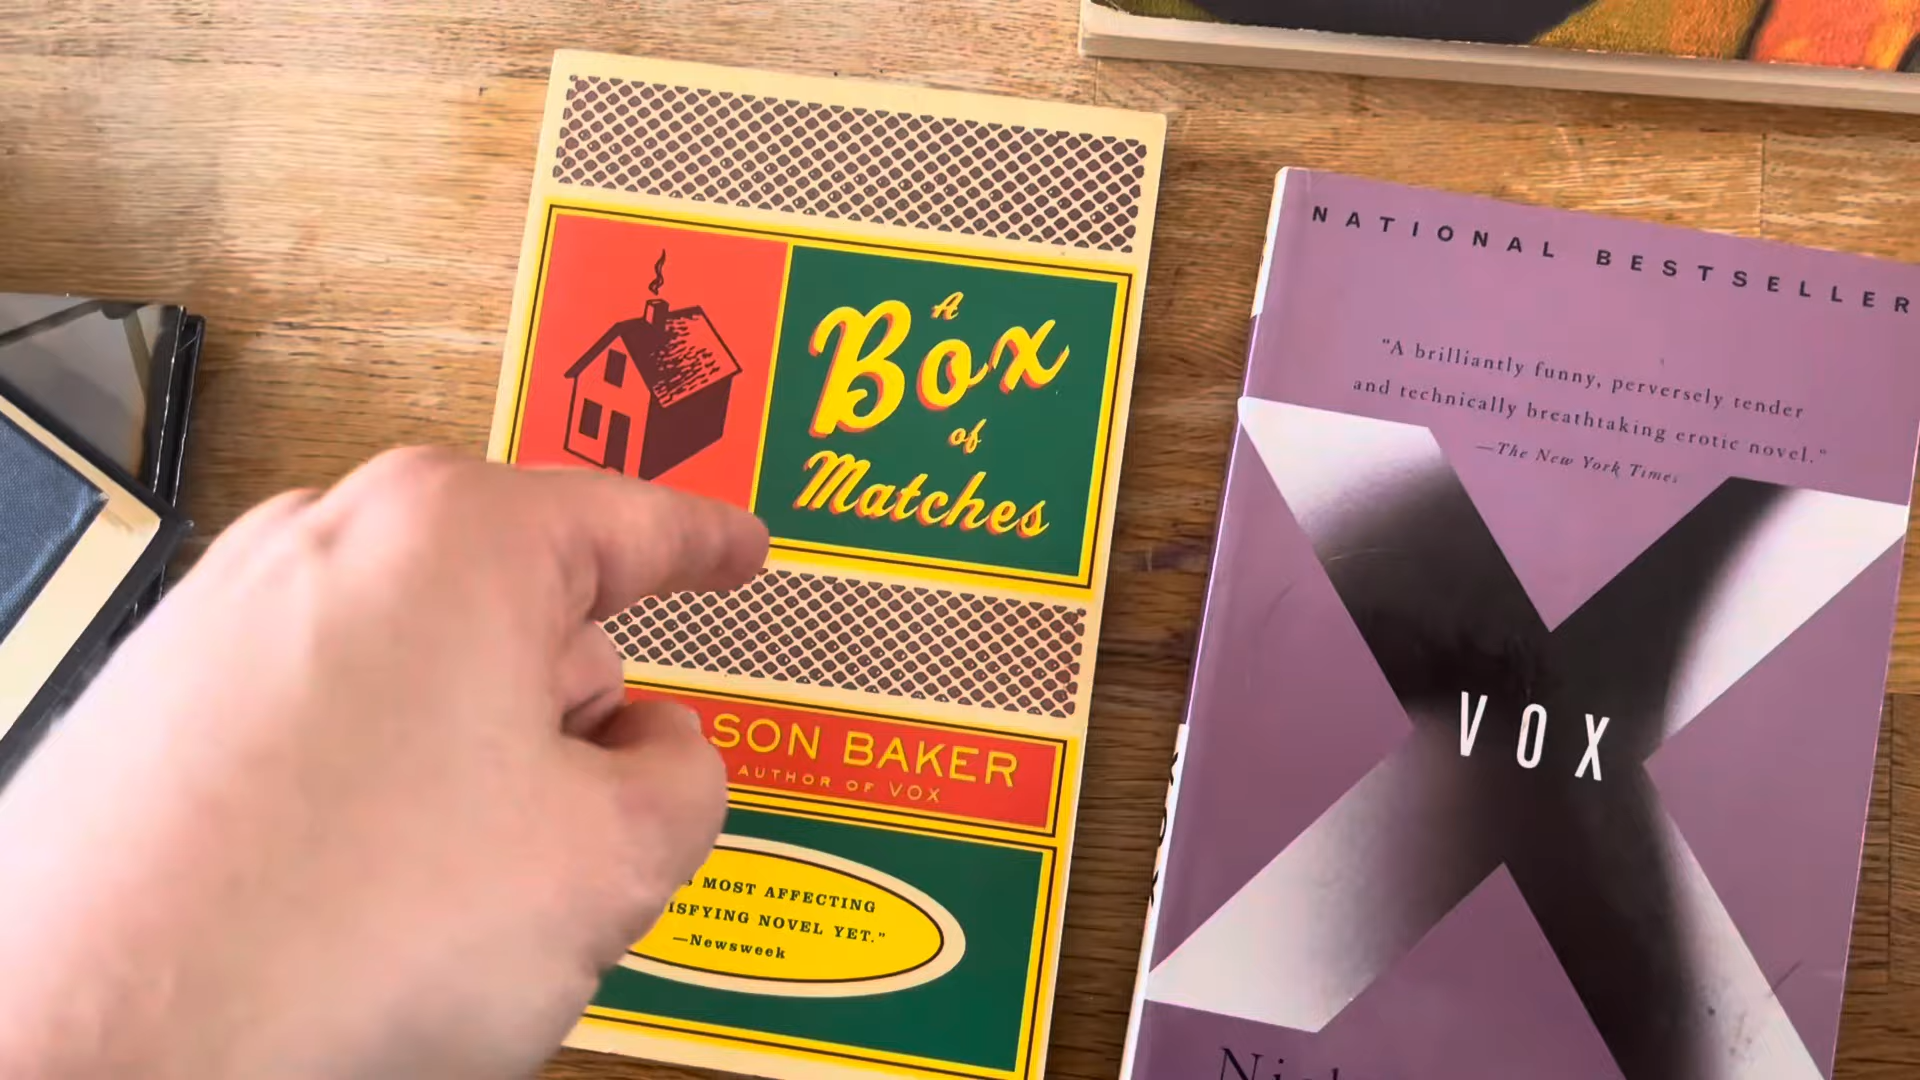 A
Box
of
Matches
SON BAKER
AUTHOR OF VOX
MOST AFFECTING
ISFYING NOVEL YET."
—Newsweek
NATIONAL BESTSELLER
"A brilliantly funny, perversely tender
and technically breathtaking erotic novel."
—The New York Times
VOX